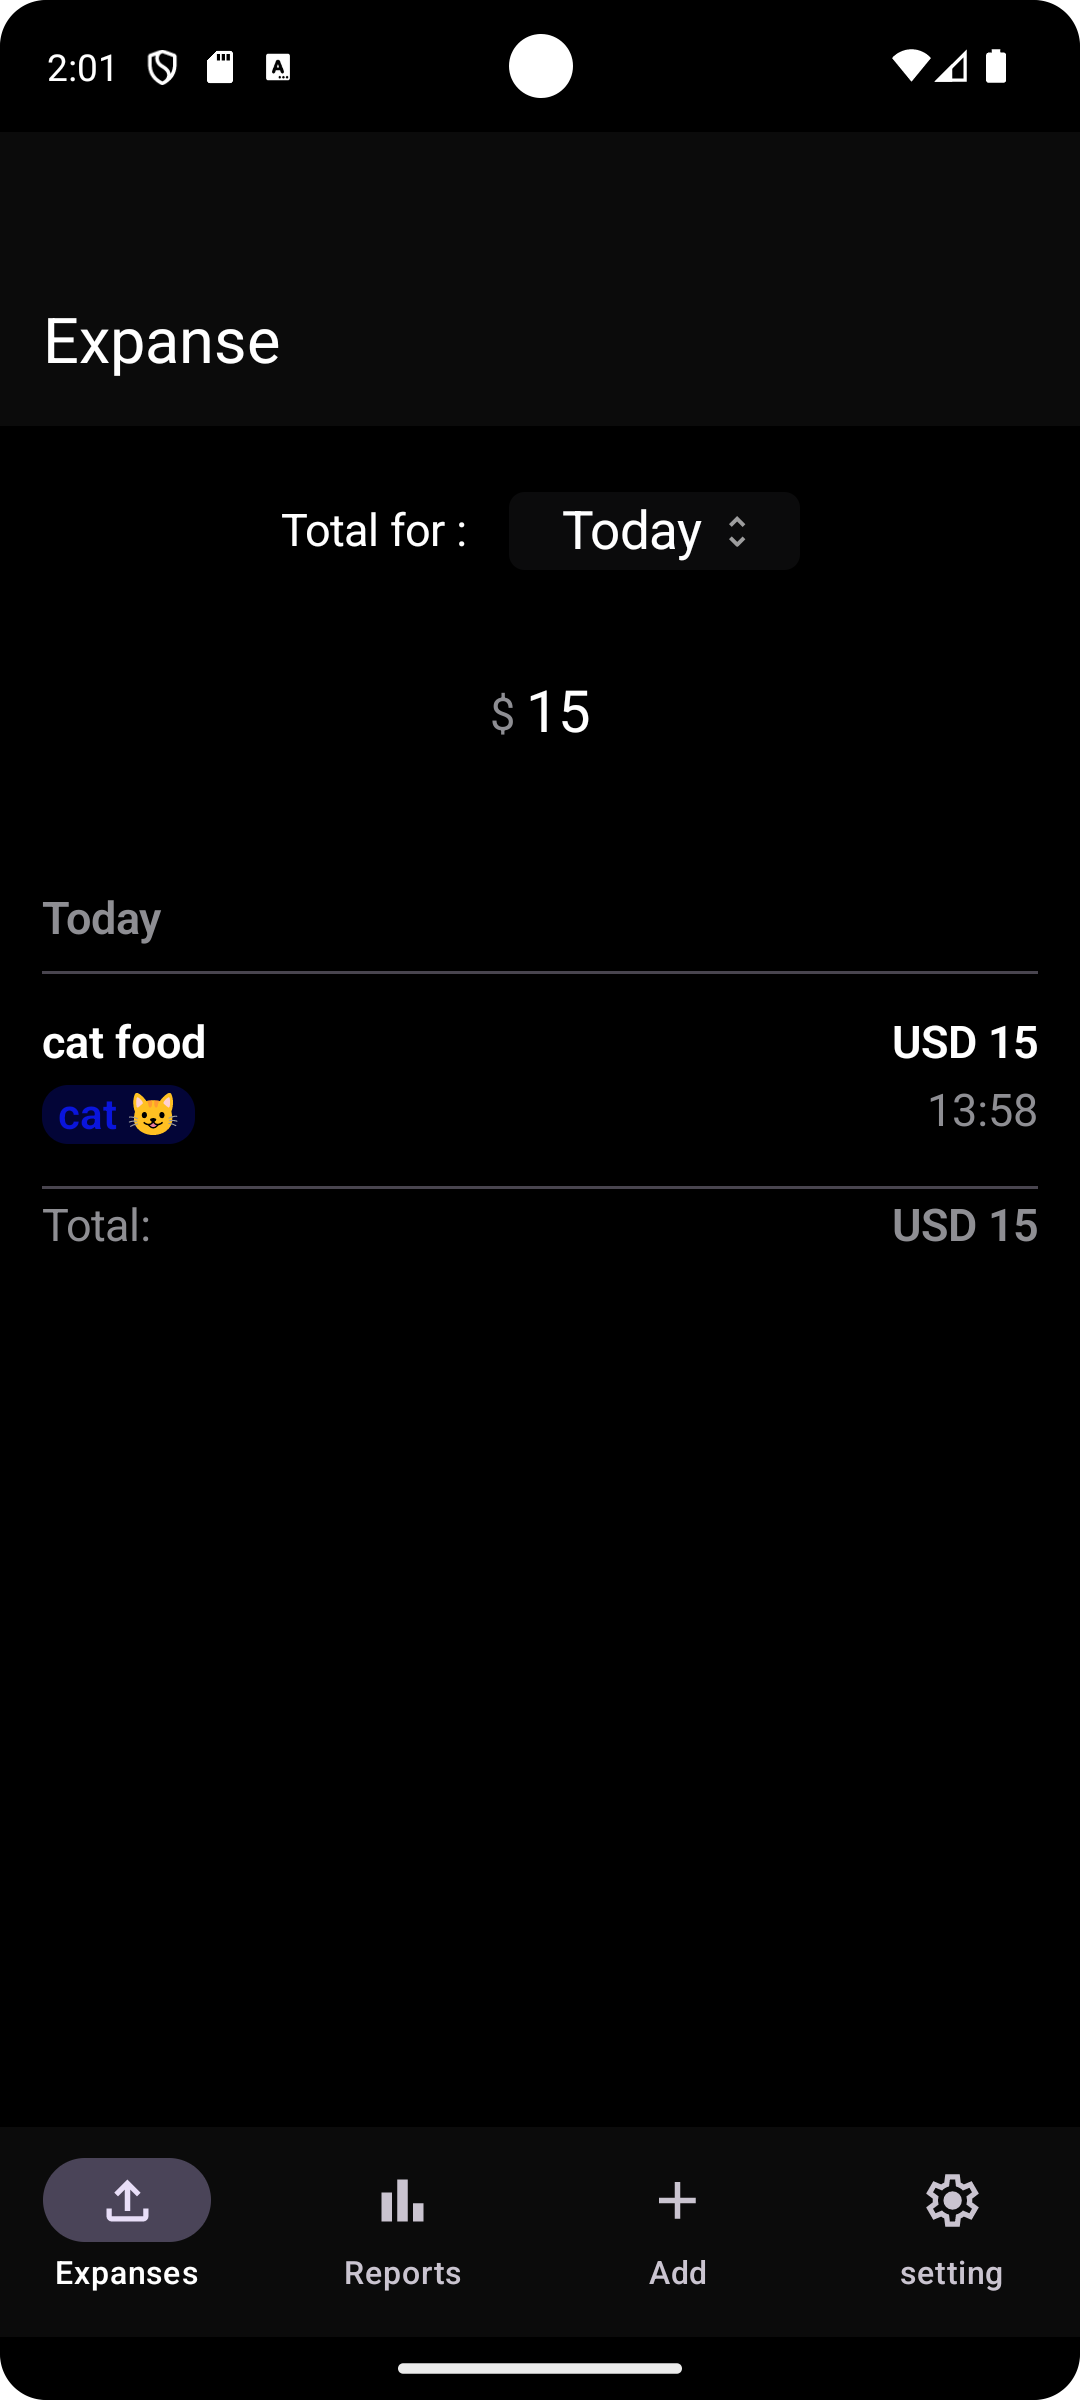 2:01
Expanse
Total for : Today
$ 15
Today
cat food USD 15
cat 😺 13:58
Total: USD 15
Expanses Reports Add setting